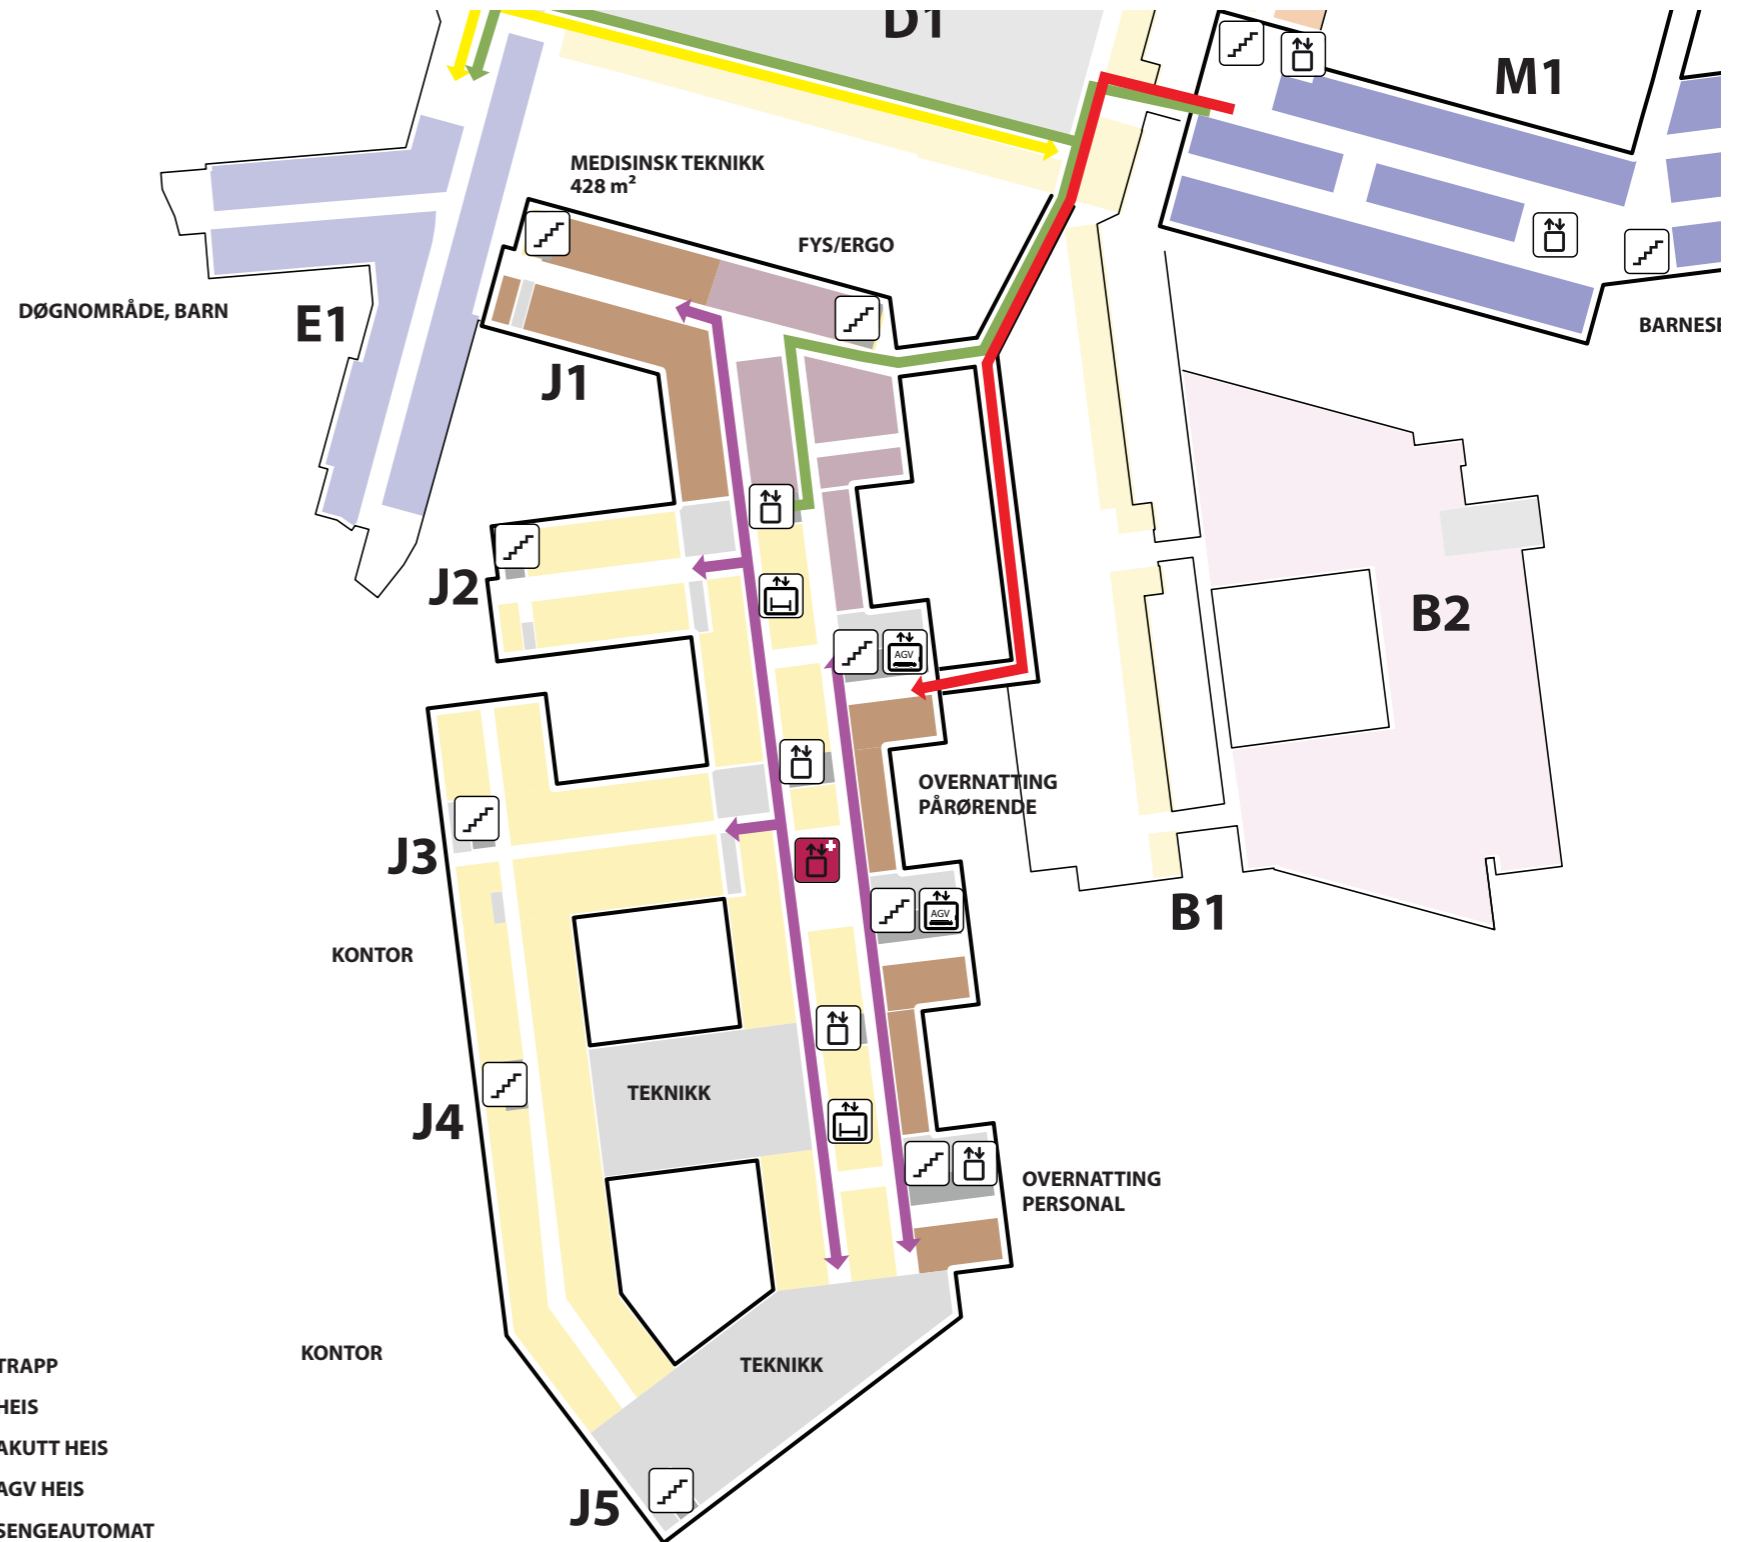 D1
M1
MEDISINSK TEKNIKK
428 m²
FYS/ERGO
DØGNOMRÅDE, BARN
E1
BARNESE
J1
J2
B2
AGV
OVERNATTING
PÅRØRENDE
J3
AGV
B1
KONTOR
TEKNIKK
J4
OVERNATTING
PERSONAL
KONTOR
TEKNIKK
TRAPP
HEIS
AKUTT HEIS
AGV HEIS
J5
SENGEAUTOMAT